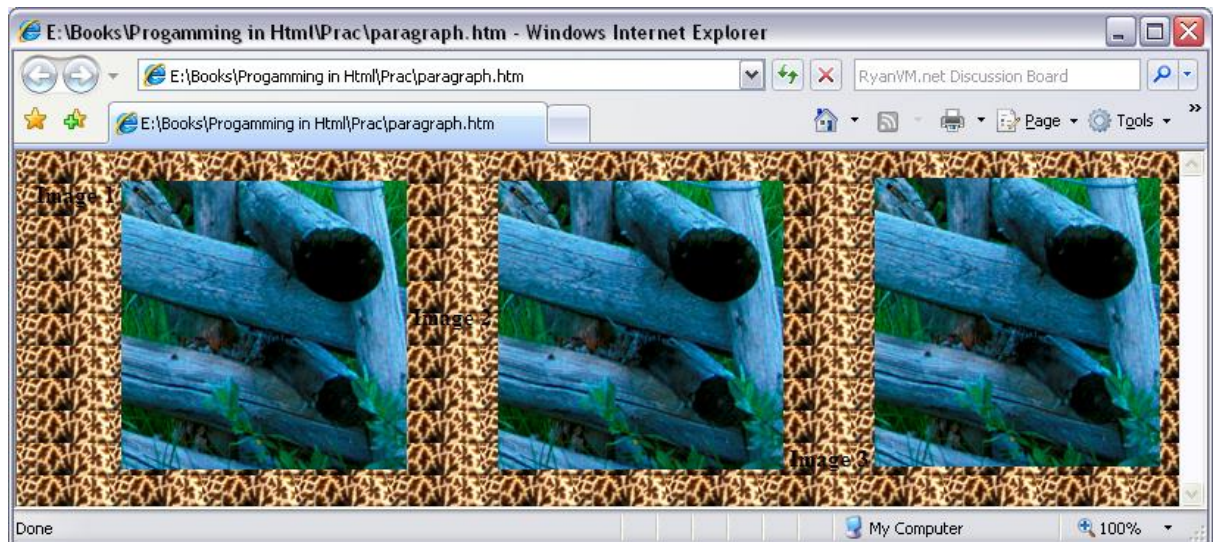 E:\Books\Progamming in Html\Prac\paragraph.htm - Windows Internet Explorer
E:\Books\Progamming in Html\Prac\paragraph.htm RyanVM.net Discussion Board
E:\Books\Progamming in Html\Prac\paragraph.htm Page Tools »
Image 1
Image 2
Image 3
Done My Computer 100%